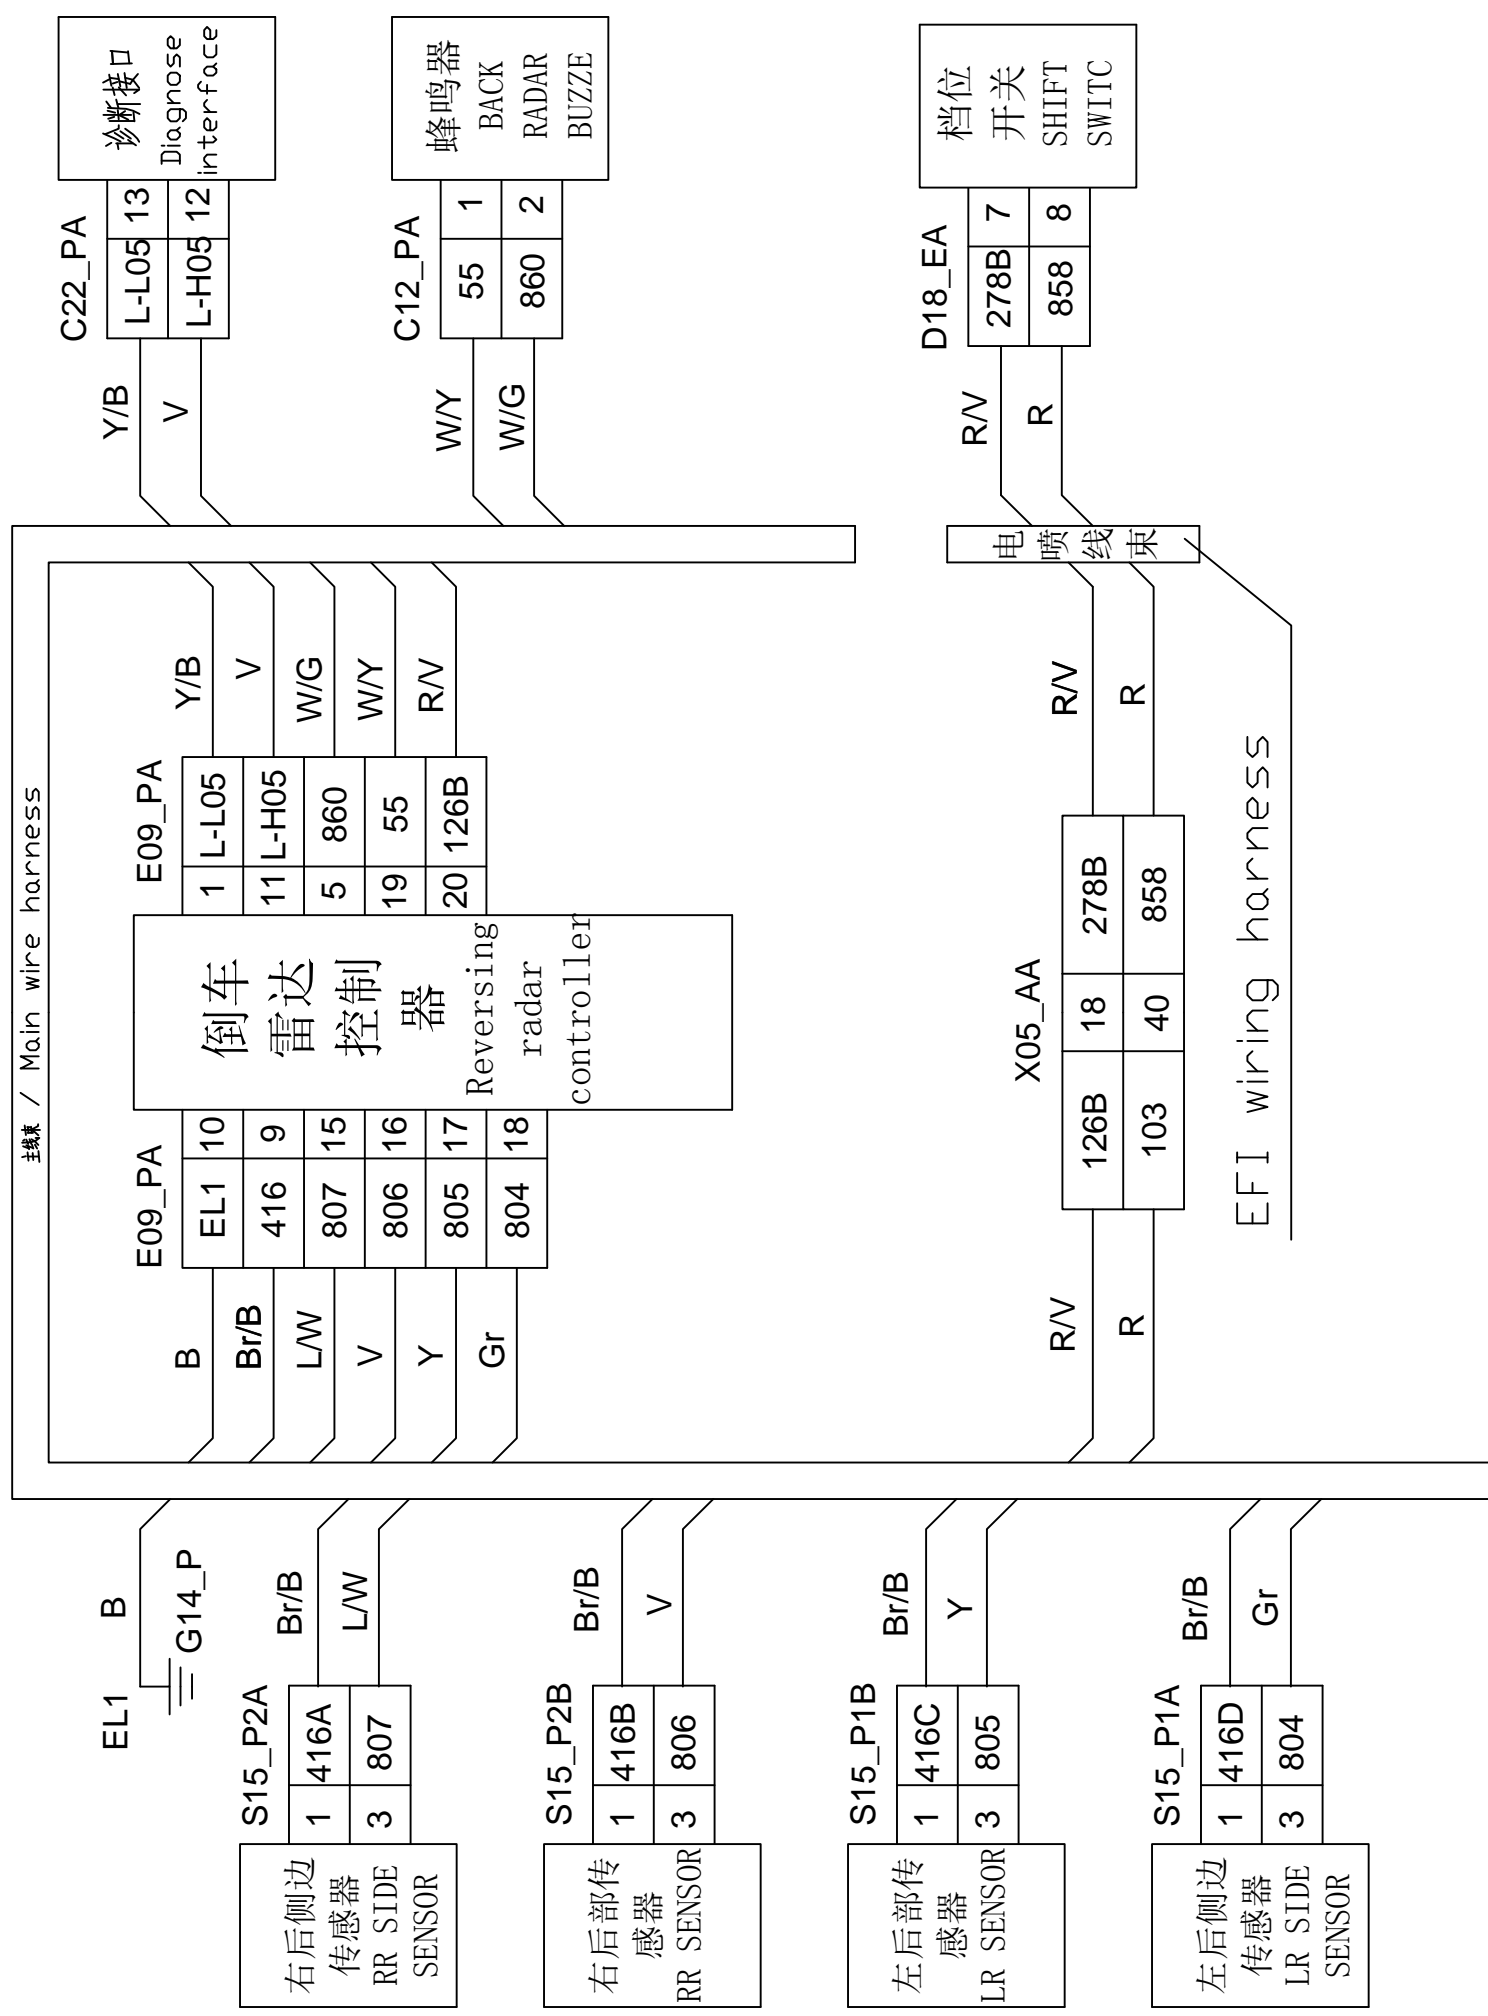 主线束 / Main wire harness
诊断接口
Diagnose
interface
C22_PA
L-L05 13
L-H05 12
Y/B
V
蜂鸣器
BACK
RADAR
BUZZE
C12_PA
55 1
860 2
W/Y
W/G
档位
开关
SHIFT
SWITC
D18_EA
278B 7
858 8
R/V
R
电喷线束
Y/B
V
W/G
W/Y
R/V
E09_PA
1 L-L05
11 L-H05
5 860
19 55
20 126B
倒车
雷达
控制
器
Reversing
radar
controller
E09_PA
EL1 10
416 9
807 15
806 16
805 17
804 18
B
Br/B
L/W
V
Y
Gr
R/V
R
X05_AA
126B 18 278B
103 40 858
R/V
R
EFI wiring harness
B
EL1
G14_P
Br/B
L/W
S15_P2A
1 416A
3 807
右后侧边
传感器
RR SIDE
SENSOR
Br/B
V
S15_P2B
1 416B
3 806
右后部传
感器
RR SENSOR
Br/B
Y
S15_P1B
1 416C
3 805
左后部传
感器
LR SENSOR
Br/B
Gr
S15_P1A
1 416D
3 804
左后侧边
传感器
LR SIDE
SENSOR